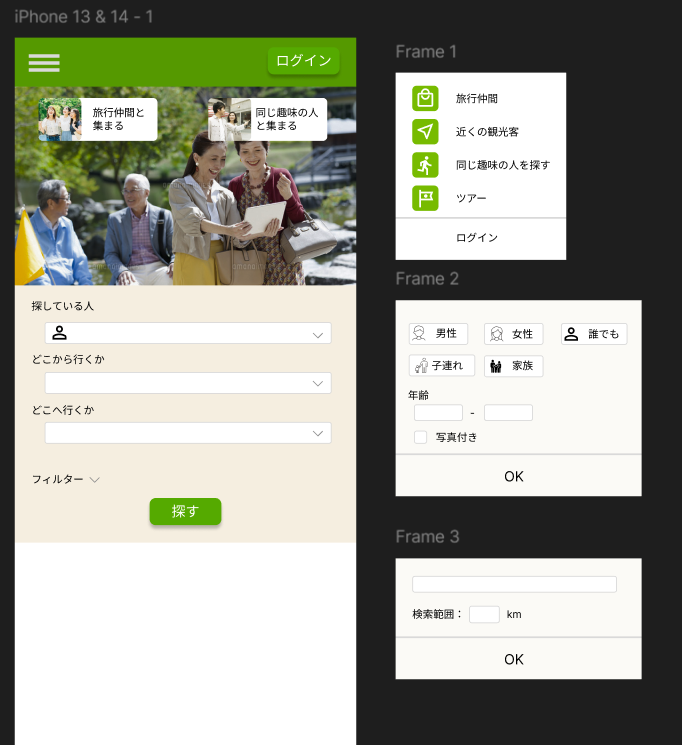 iPhone 13 & 14 - 1
ログイン
旅行仲間と
集まる
同じ趣味の人
と集まる
探している人
どこから行くか
どこへ行くか
フィルター
探す
Frame 1
旅行仲間
近くの観光客
同じ趣味の人を探す
ツアー
ログイン
Frame 2
男性
女性
誰でも
子連れ
家族
年齢
-
写真付き
OK
Frame 3
検索範囲： km
OK